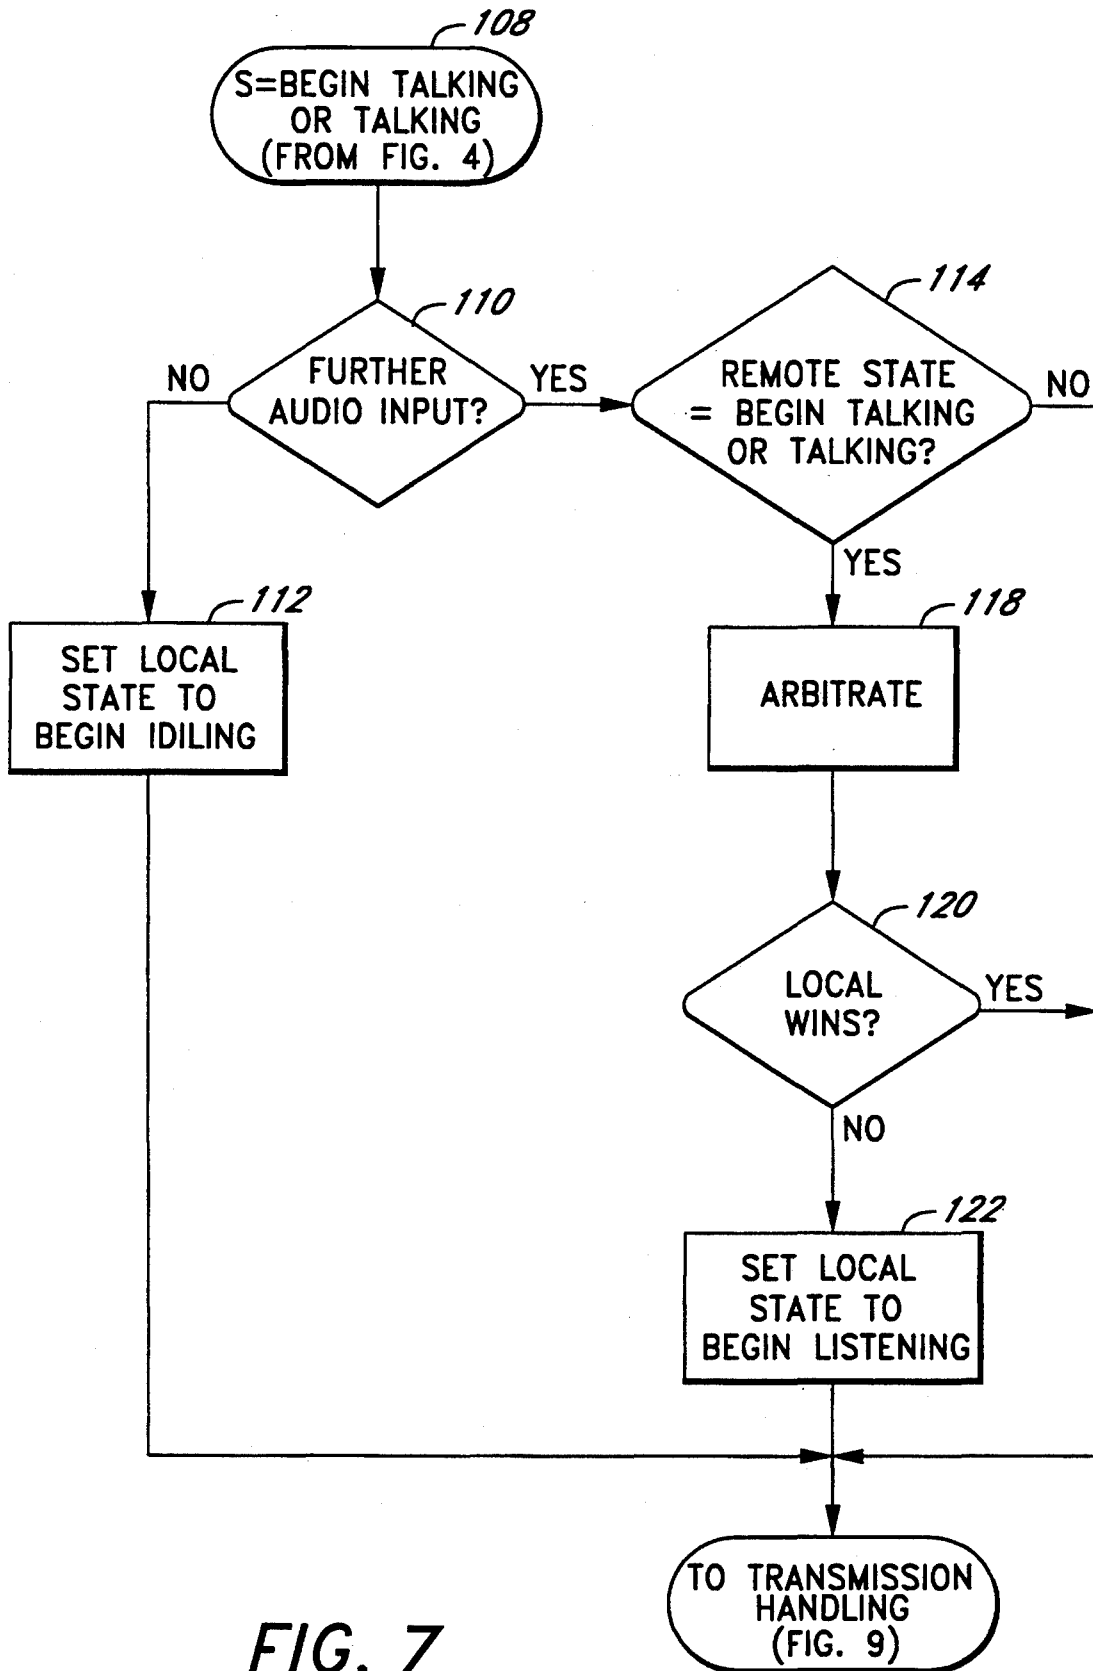 108
S=BEGIN TALKING
OR TALKING
(FROM FIG. 4)
110
FURTHER
AUDIO INPUT?
NO
YES
114
REMOTE STATE
= BEGIN TALKING
OR TALKING?
NO
YES
112
SET LOCAL
STATE TO
BEGIN IDILING
118
ARBITRATE
120
LOCAL
WINS?
YES
NO
122
SET LOCAL
STATE TO
BEGIN LISTENING
TO TRANSMISSION
HANDLING
(FIG. 9)
FIG. 7